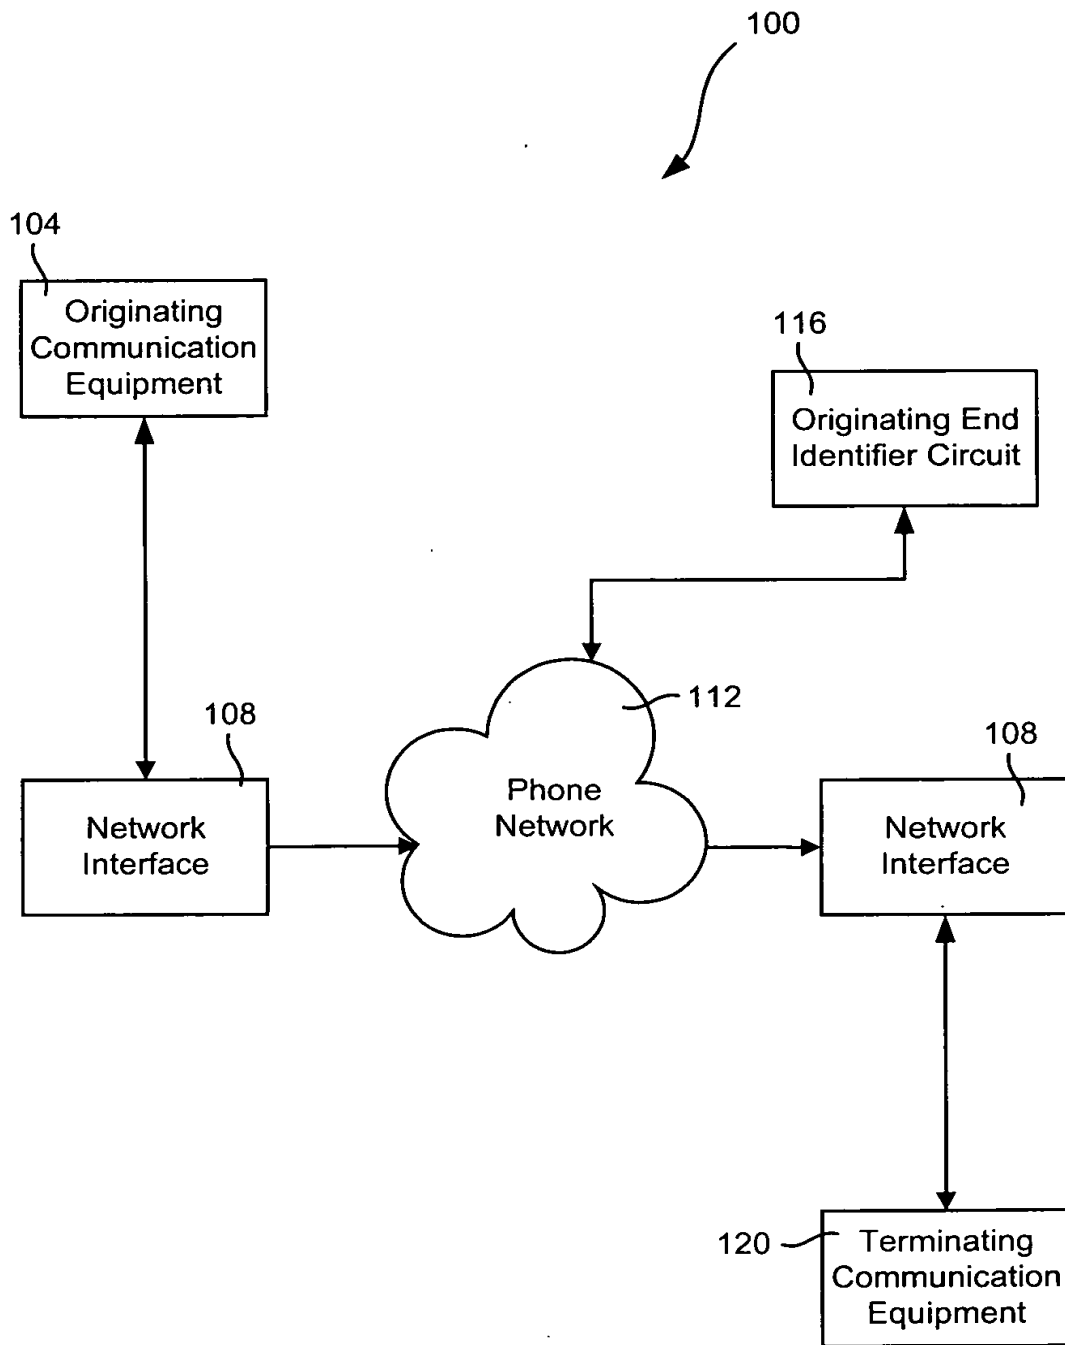 100
104
Originating
Communication
Equipment
116
Originating End
Identifier Circuit
112
108
Network
Interface
Phone
Network
108
Network
Interface
120
Terminating
Communication
Equipment